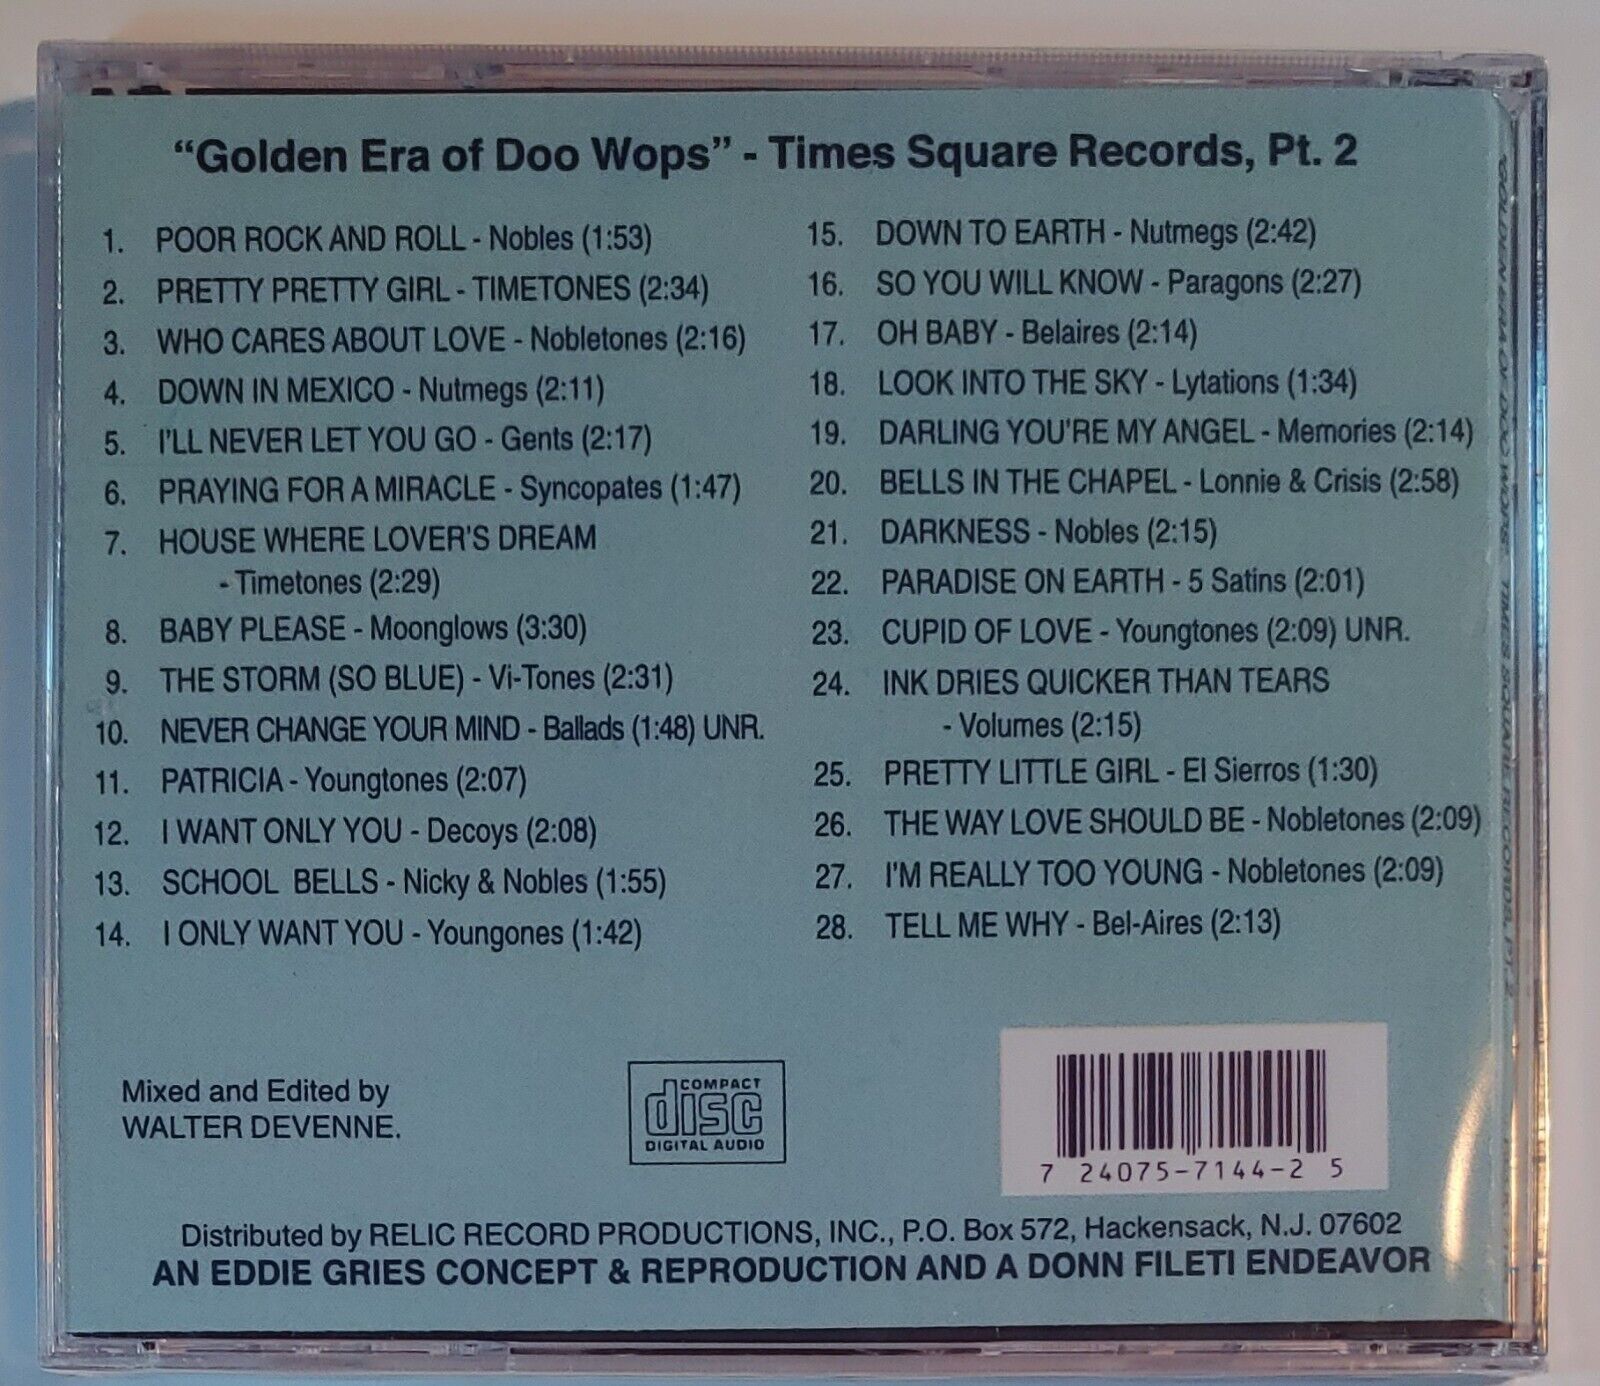 “Golden Era of Doo Wops” - Times Square Records, Pt. 2
1. POOR ROCK AND ROLL - Nobles (1:53)
2. PRETTY PRETTY GIRL - TIMETONES (2:34)
3. WHO CARES ABOUT LOVE - Nobletones (2:16)
4. DOWN IN MEXICO - Nutmegs (2:11)
5. I'LL NEVER LET YOU GO - Gents (2:17)
6. PRAYING FOR A MIRACLE - Syncopates (1:47)
7. HOUSE WHERE LOVER'S DREAM
- Timetones (2:29)
8. BABY PLEASE - Moonglows (3:30)
9. THE STORM (SO BLUE) - Vi-Tones (2:31)
10. NEVER CHANGE YOUR MIND - Ballads (1:48) UNR.
11. PATRICIA - Youngtones (2:07)
12. I WANT ONLY YOU - Decoys (2:08)
13. SCHOOL BELLS - Nicky & Nobles (1:55)
14. I ONLY WANT YOU - Youngones (1:42)
15. DOWN TO EARTH - Nutmegs (2:42)
16. SO YOU WILL KNOW - Paragons (2:27)
17. OH BABY - Belaires (2:14)
18. LOOK INTO THE SKY - Lytations (1:34)
19. DARLING YOU'RE MY ANGEL - Memories (2:14)
20. BELLS IN THE CHAPEL - Lonnie & Crisis (2:58)
21. DARKNESS - Nobles (2:15)
22. PARADISE ON EARTH - 5 Satins (2:01)
23. CUPID OF LOVE - Youngtones (2:09) UNR.
24. INK DRIES QUICKER THAN TEARS
- Volumes (2:15)
25. PRETTY LITTLE GIRL - El Sierros (1:30)
26. THE WAY LOVE SHOULD BE - Nobletones (2:09)
27. I'M REALLY TOO YOUNG - Nobletones (2:09)
28. TELL ME WHY - Bel-Aires (2:13)
Mixed and Edited by
WALTER DEVENNE.
COMPACT
disc
DIGITAL AUDIO
7 24075-7144-2 5
Distributed by RELIC RECORD PRODUCTIONS, INC., P.O. Box 572, Hackensack, N.J. 07602
AN EDDIE GRIES CONCEPT & REPRODUCTION AND A DONN FILETI ENDEAVOR
"GOLDEN ERA OF DOO WOPS" TIMES SQUARE RECORDS, PT. 2